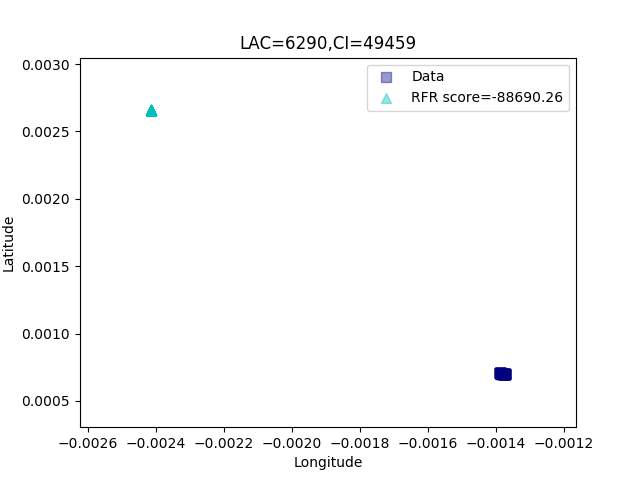 LAC=6290,CI=49459
Data
RFR score=-88690.26
0.0030
0.0025
0.0020
0.0015
0.0010
0.0005
Latitude
−0.0026 −0.0024 −0.0022 −0.0020 −0.0018 −0.0016 −0.0014 −0.0012
Longitude